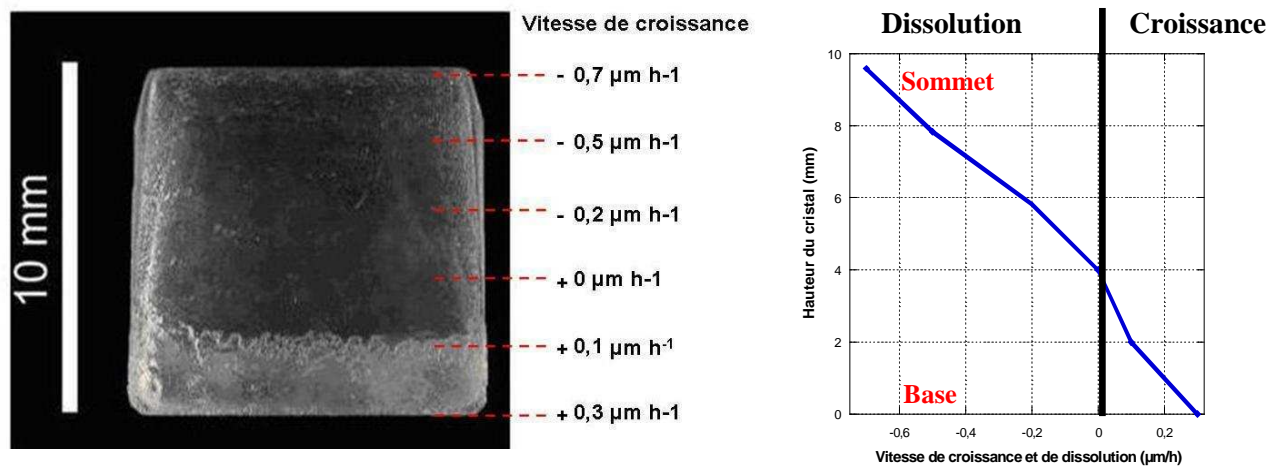 Vitesse de croissance
- 0,7 µm h-1
- 0,5 µm h-1
- 0,2 µm h-1
+ 0 µm h-1
+ 0,1 µm h⁻¹
+ 0,3 µm h-1
10 mm
Dissolution
Croissance
Sommet
Base
Hauteur du cristal (mm)
10
8
6
4
2
0
-0,6
-0,4
-0,2
0
0,2
Vitesse de croissance et de dissolution (µm/h)